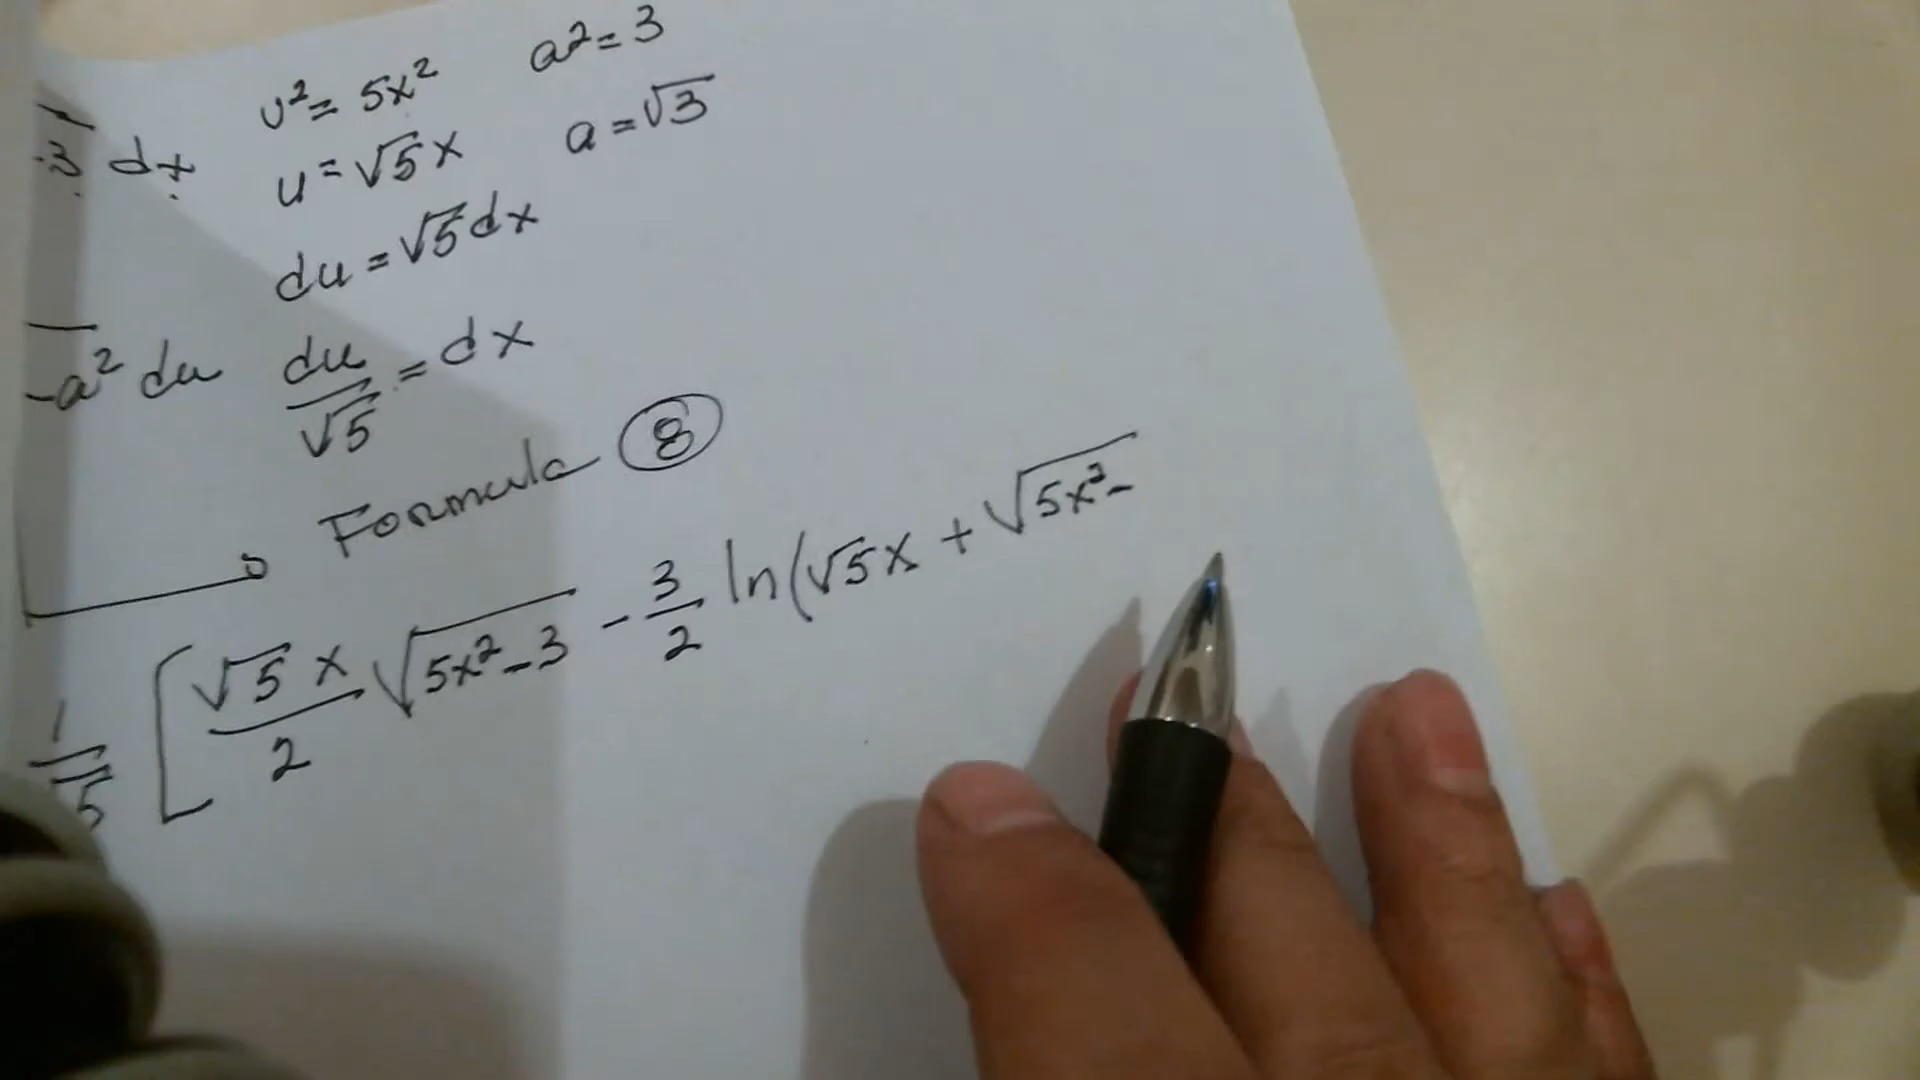 u²= 5x² a²= 3
√3 dx u = √5 x a = √3
du = √5 dx
-a² du du/√5 = dx
Formula 8
1/√5 [ √5 x/2 √5x²-3 - 3/2 ln(√5x + √5x²-